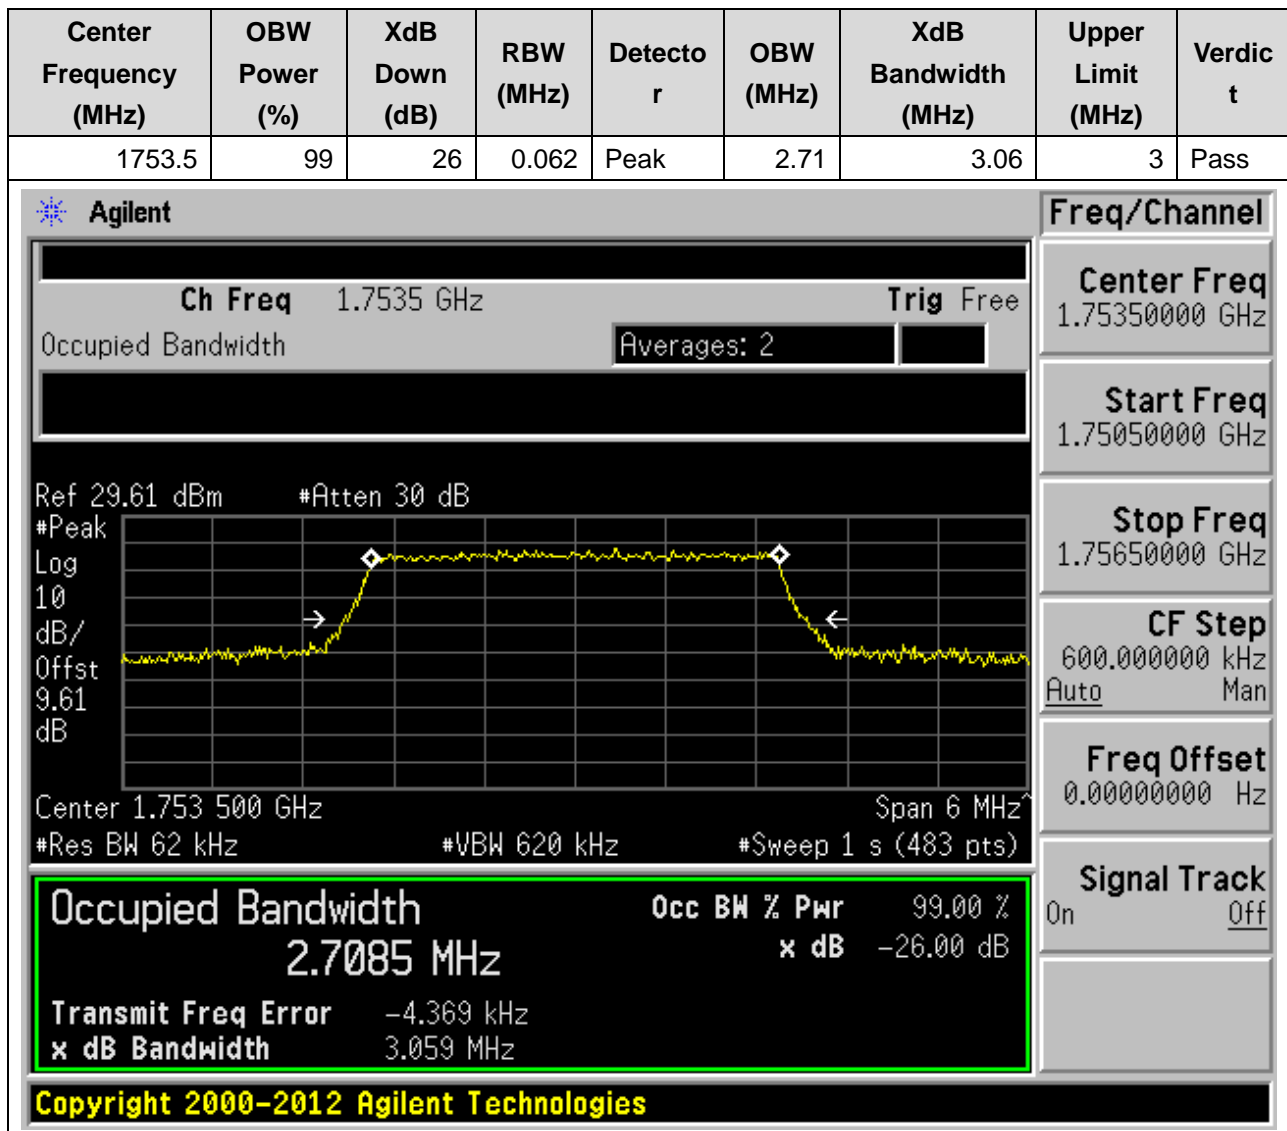 Center Frequency (MHz) OBW Power (%) XdB Down (dB) RBW (MHz) Detecto r OBW (MHz) XdB Bandwidth (MHz) Upper Limit (MHz) Verdic t
1753.5 99 26 0.062 Peak 2.71 3.06 3 Pass
Agilent
Freq/Channel
Ch Freq 1.7535 GHz Trig Free
Occupied Bandwidth Averages: 2
Center Freq
1.75350000 GHz
Start Freq
1.75050000 GHz
Stop Freq
1.75650000 GHz
CF Step
600.000000 kHz
Auto Man
Freq Offset
0.00000000 Hz
Signal Track
On Off
Ref 29.61 dBm #Atten 30 dB
#Peak
Log
10
dB/
Offst
9.61
dB
Center 1.753 500 GHz Span 6 MHz^
#Res BW 62 kHz #VBW 620 kHz #Sweep 1 s (483 pts)
Occupied Bandwidth Occ BW % Pwr 99.00 %
2.7085 MHz x dB -26.00 dB
Transmit Freq Error -4.369 kHz
x dB Bandwidth 3.059 MHz
Copyright 2000-2012 Agilent Technologies